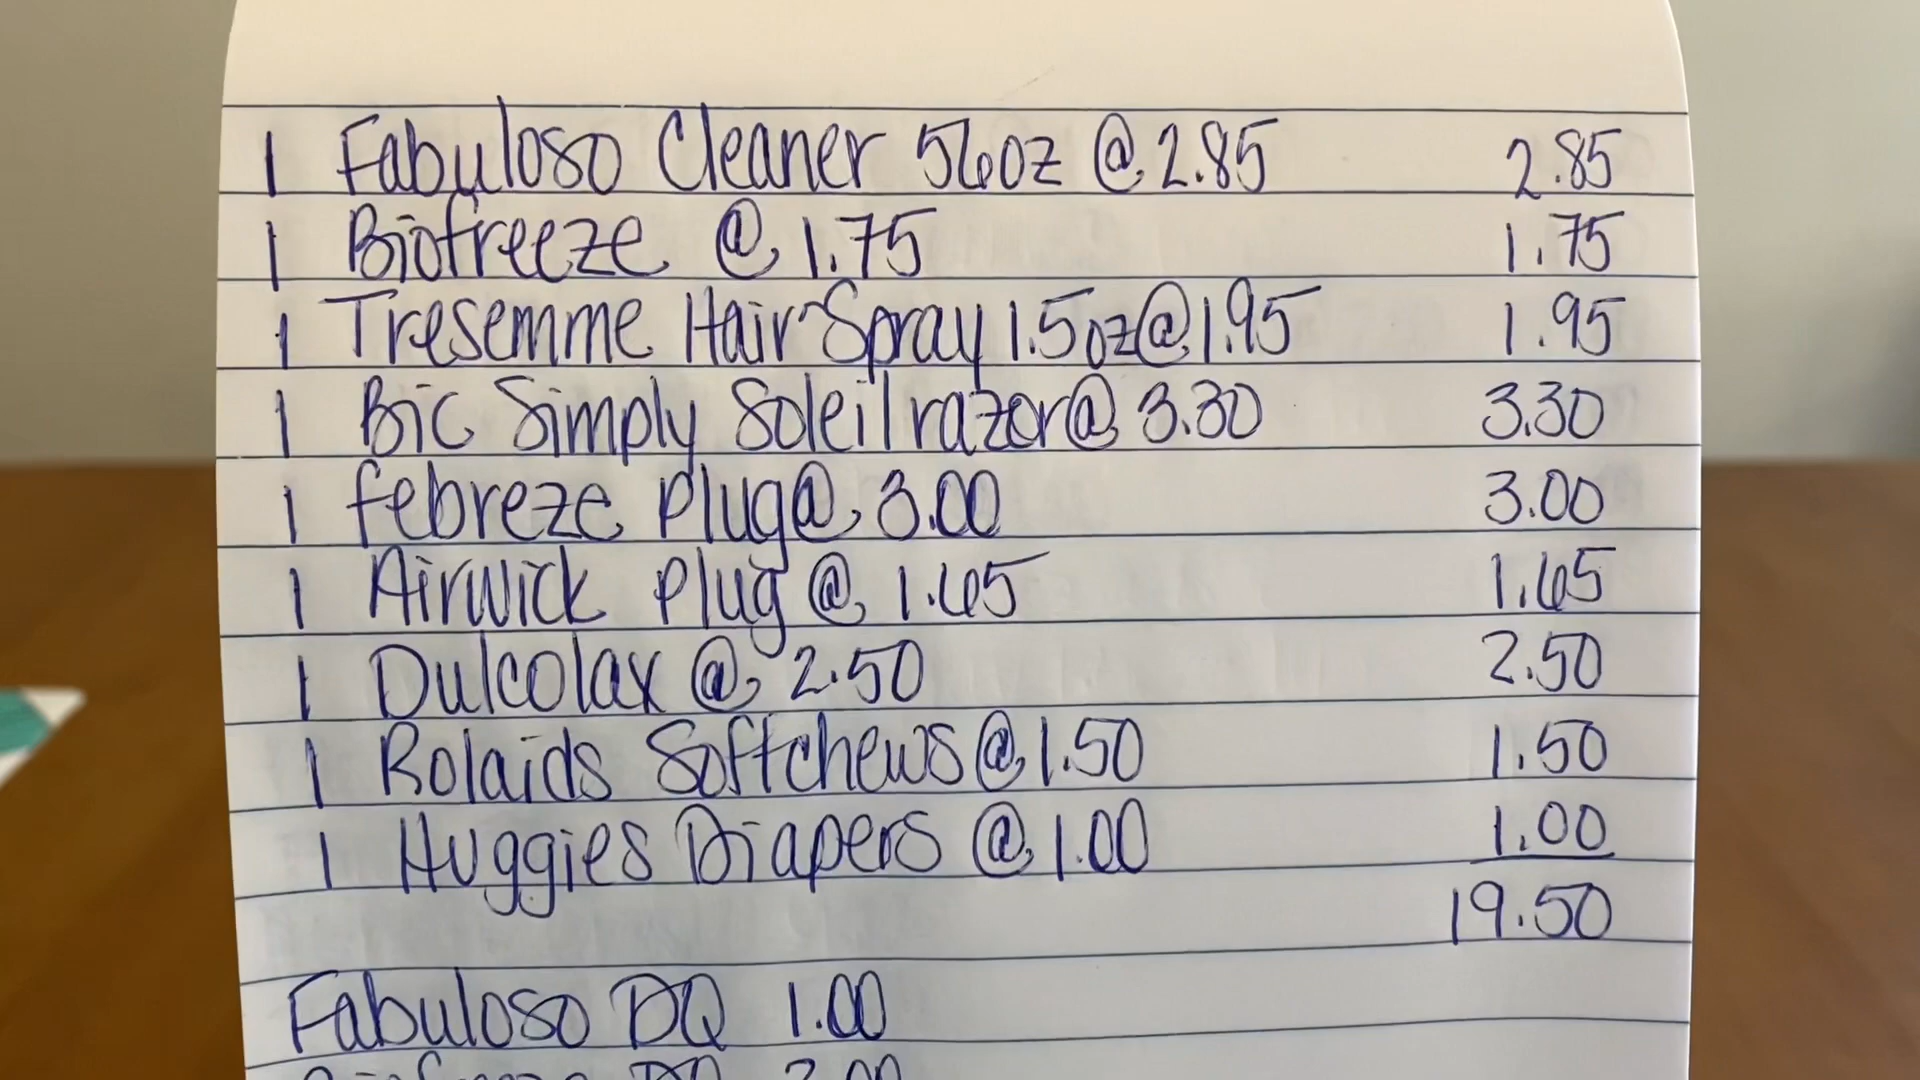 1 Fabuloso Cleaner 56oz @ 2.85 2.85
1 Biofreeze @ 1.75 1.75
1 Tresemme Hair Spray 1.5oz @ 1.95 1.95
1 Bic Simply Soleil razor @ 3.30 3.30
1 febreze plug @ 3.00 3.00
1 Airwick plug @ 1.65 1.65
1 Dulcolax @ 2.50 2.50
1 Rolaids Softchews @ 1.50 1.50
1 Huggies Diapers @ 1.00 1.00
19.50
Fabuloso DQ 1.00